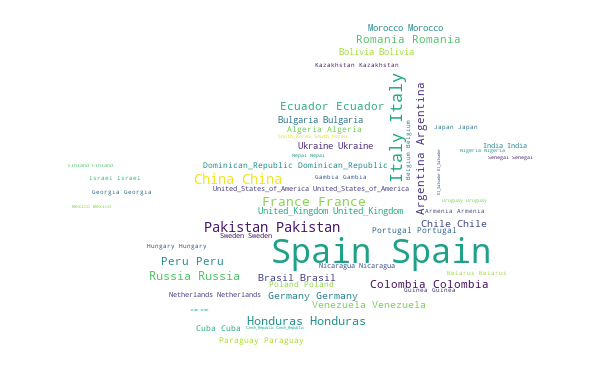 Morocco Morocco
Romania Romania
Bolivia Bolivia
Kazakhstan Kazakhstan
Italy Italy
Argentina Argentina
Ecuador Ecuador
Bulgaria Bulgaria
Belgium Belgium
Algeria Algeria
Japan Japan
South_Korea South_Korea
Ukraine Ukraine
India India
Nigeria Nigeria
Nepal Nepal
Senegal Senegal
Finland Finland
Dominican_Republic Dominican_Republic
El_Salvador El_Salvador
Israel Israel
China China
Gambia Gambia
Georgia Georgia
United_States_of_America United_States_of_America
France France
Uruguay Uruguay
Mexico Mexico
United_Kingdom United_Kingdom
Armenia Armenia
Pakistan Pakistan
Chile Chile
Portugal Portugal
Sweden Sweden
Hungary Hungary
Spain Spain
Peru Peru
Nicaragua Nicaragua
Russia Russia
Brasil Brasil
Belarus Belarus
Poland Poland
Colombia Colombia
Guinea Guinea
Netherlands Netherlands
Germany Germany
Venezuela Venezuela
Honduras Honduras
Cuba Cuba
Czech_Republic Czech_Republic
Paraguay Paraguay